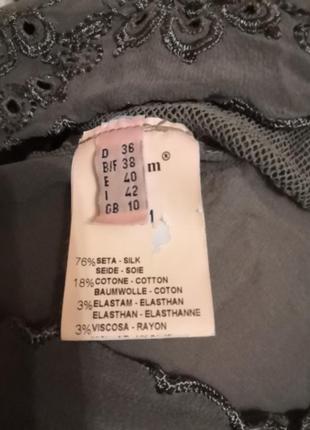 D 36
B/F 38
E 40
I 42
GB 10
m®
1
76% SETA - SILK
SEIDE - SOIE
18% COTONE - COTTON
BAUMWOLLE - COTON
3% ELASTAM - ELASTHAN
ELASTHAN - ELASTHANNE
3% VISCOSA - RAYON